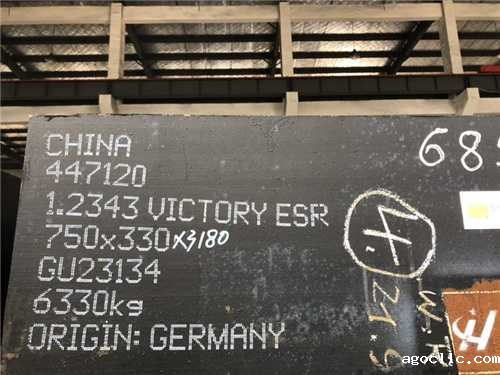 CHINA
447120
1.2343 VICTORY ESR
750x330x3180
GU23134
6330kg
ORIGIN: GERMANY
68
H
agoclic.com